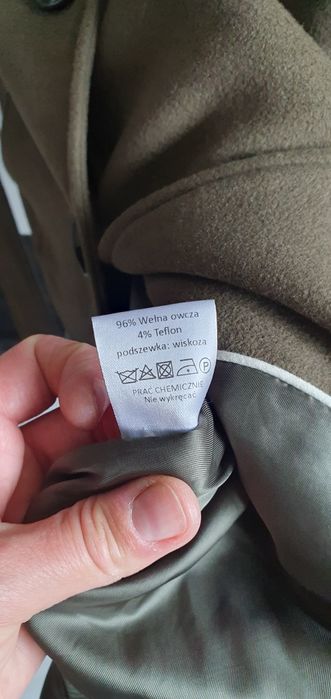 96% Wełna owcza
4% Teflon
podszewka: wiskoza
P
PRAĆ CHEMICZNIE
Nie wykręcać